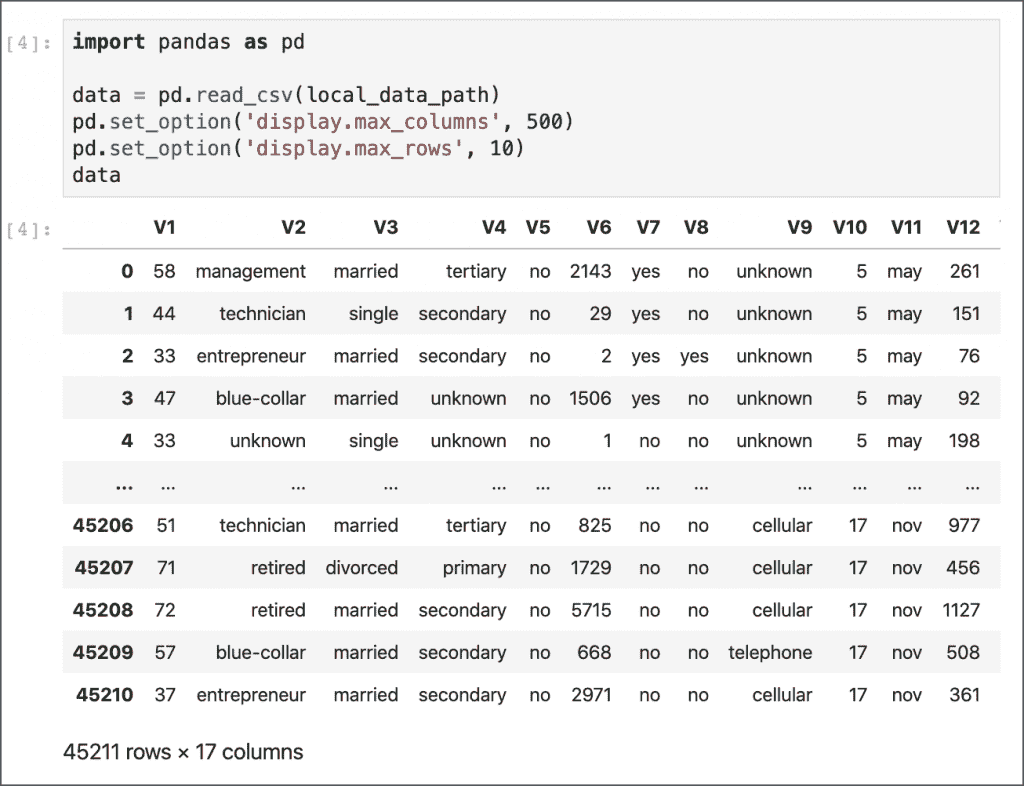 [4]: import pandas as pd
data = pd.read_csv(local_data_path)
pd.set_option('display.max_columns', 500)
pd.set_option('display.max_rows', 10)
data
[4]: V1 V2 V3 V4 V5 V6 V7 V8 V9 V10 V11 V12
0 58 management married tertiary no 2143 yes no unknown 5 may 261
1 44 technician single secondary no 29 yes no unknown 5 may 151
2 33 entrepreneur married secondary no 2 yes yes unknown 5 may 76
3 47 blue-collar married unknown no 1506 yes no unknown 5 may 92
4 33 unknown single unknown no 1 no no unknown 5 may 198
... ... ... ... ... ... ... ... ... ... ... ... ...
45206 51 technician married tertiary no 825 no no cellular 17 nov 977
45207 71 retired divorced primary no 1729 no no cellular 17 nov 456
45208 72 retired married secondary no 5715 no no cellular 17 nov 1127
45209 57 blue-collar married secondary no 668 no no telephone 17 nov 508
45210 37 entrepreneur married secondary no 2971 no no cellular 17 nov 361
45211 rows × 17 columns